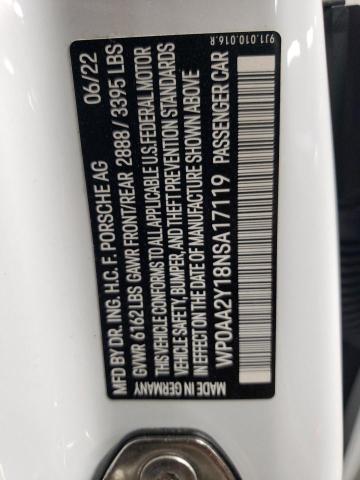 9J1.010.016.R
MFD BY DR. ING. H.C. F. PORSCHE AG 06/22
GVWR 6162 LBS GAWR FRONT/REAR 2888/ 3395 LBS
THIS VEHICLE CONFORMS TO ALL APPLICABLE U.S. FEDERAL MOTOR
VEHICLE SAFETY, BUMPER, AND THEFT PREVENTION STANDARDS
IN EFFECT ON THE DATE OF MANUFACTURE SHOWN ABOVE
WP0AA2Y18NSA17119 PASSENGER CAR
MADE IN GERMANY